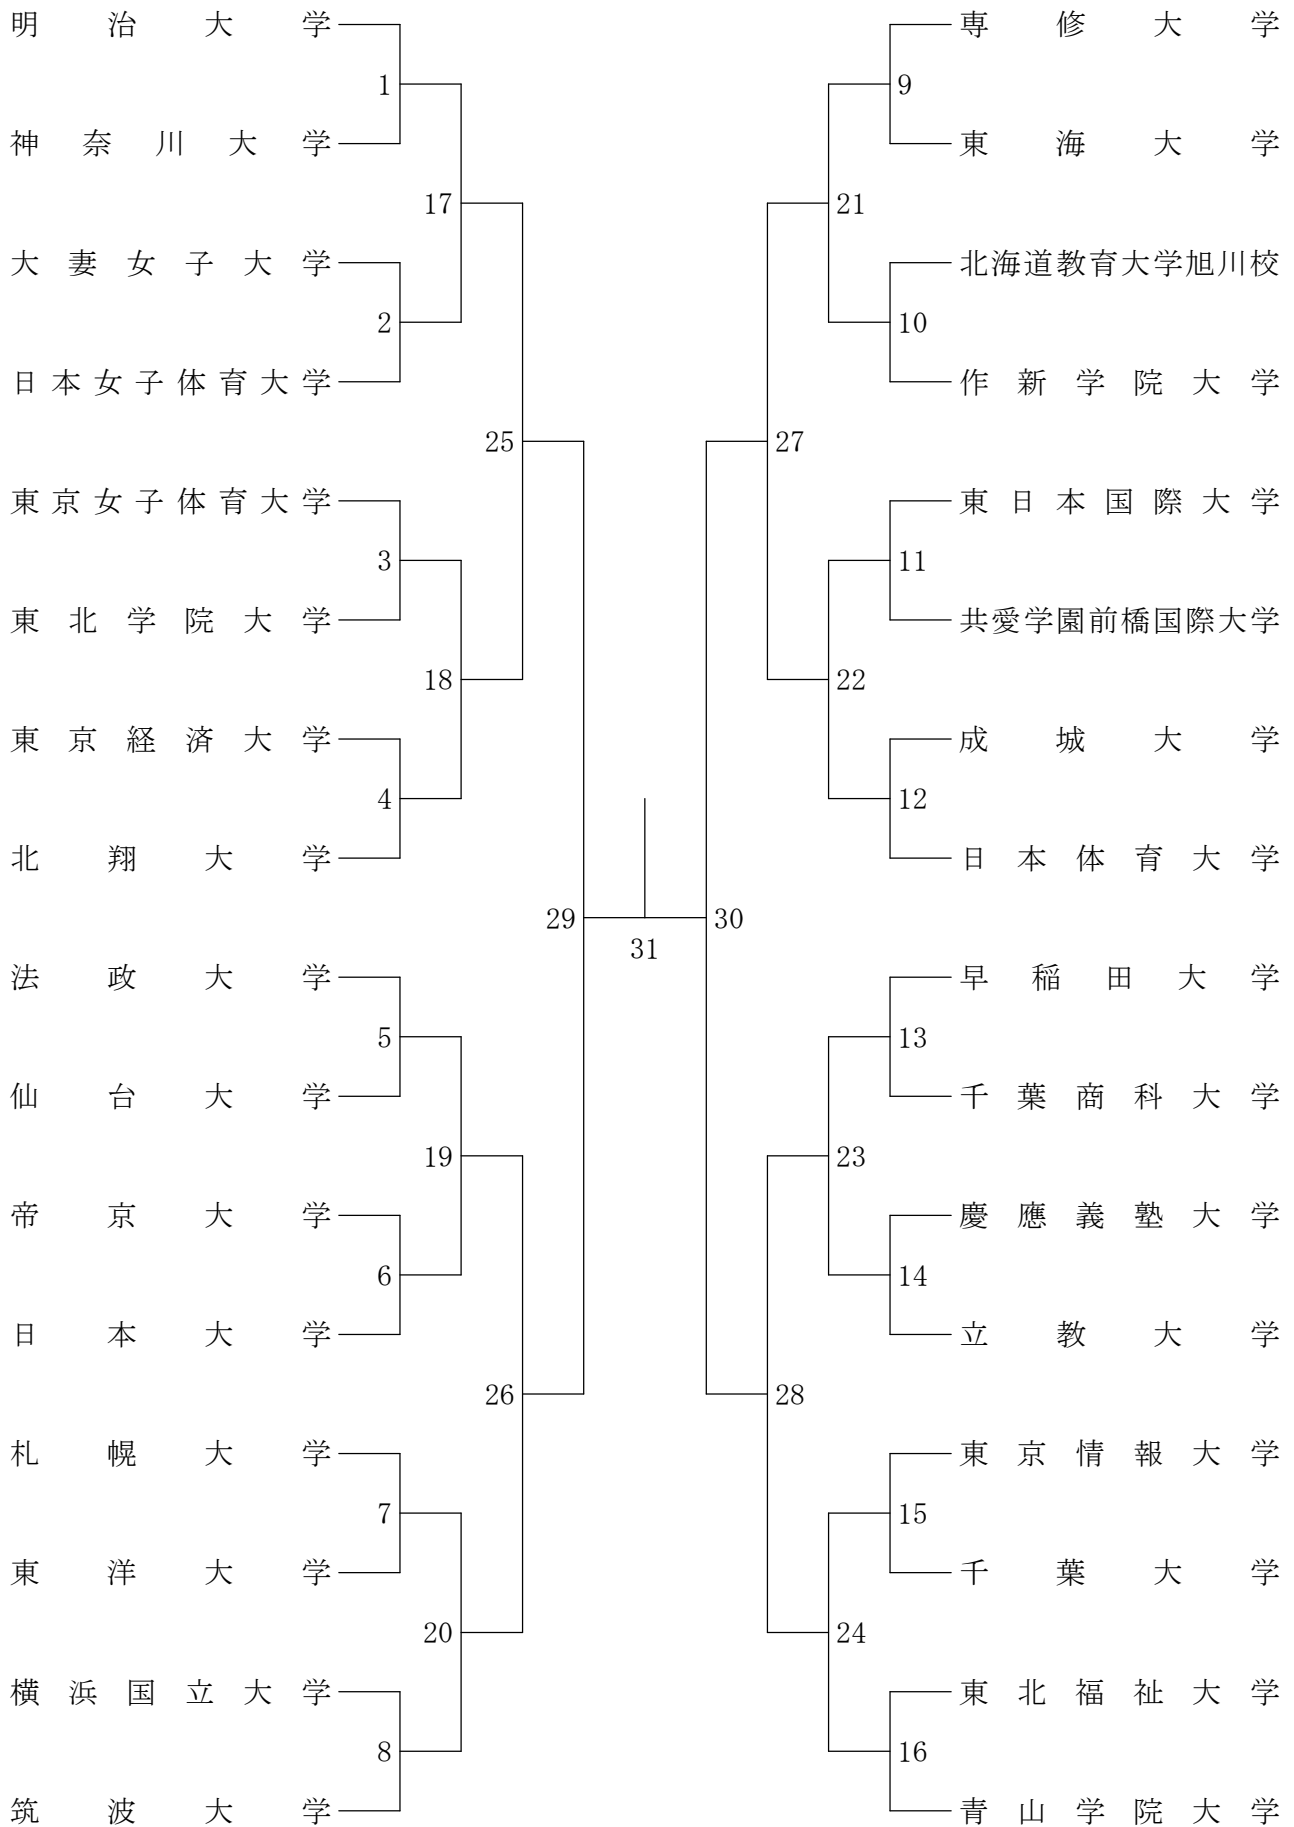 明治大学
1
神奈川大学
17
大妻女子大学
2
日本女子体育大学
25
東京女子体育大学
3
東北学院大学
18
東京経済大学
4
北翔大学
29
法政大学
5
仙台大学
19
帝京大学
6
日本大学
26
札幌大学
7
東洋大学
20
横浜国立大学
8
筑波大学
31
専修大学
9
東海大学
21
北海道教育大学旭川校
10
作新学院大学
27
東日本国際大学
11
共愛学園前橋国際大学
22
成城大学
12
日本体育大学
30
早稲田大学
13
千葉商科大学
23
慶應義塾大学
14
立教大学
28
東京情報大学
15
千葉大学
24
東北福祉大学
16
青山学院大学